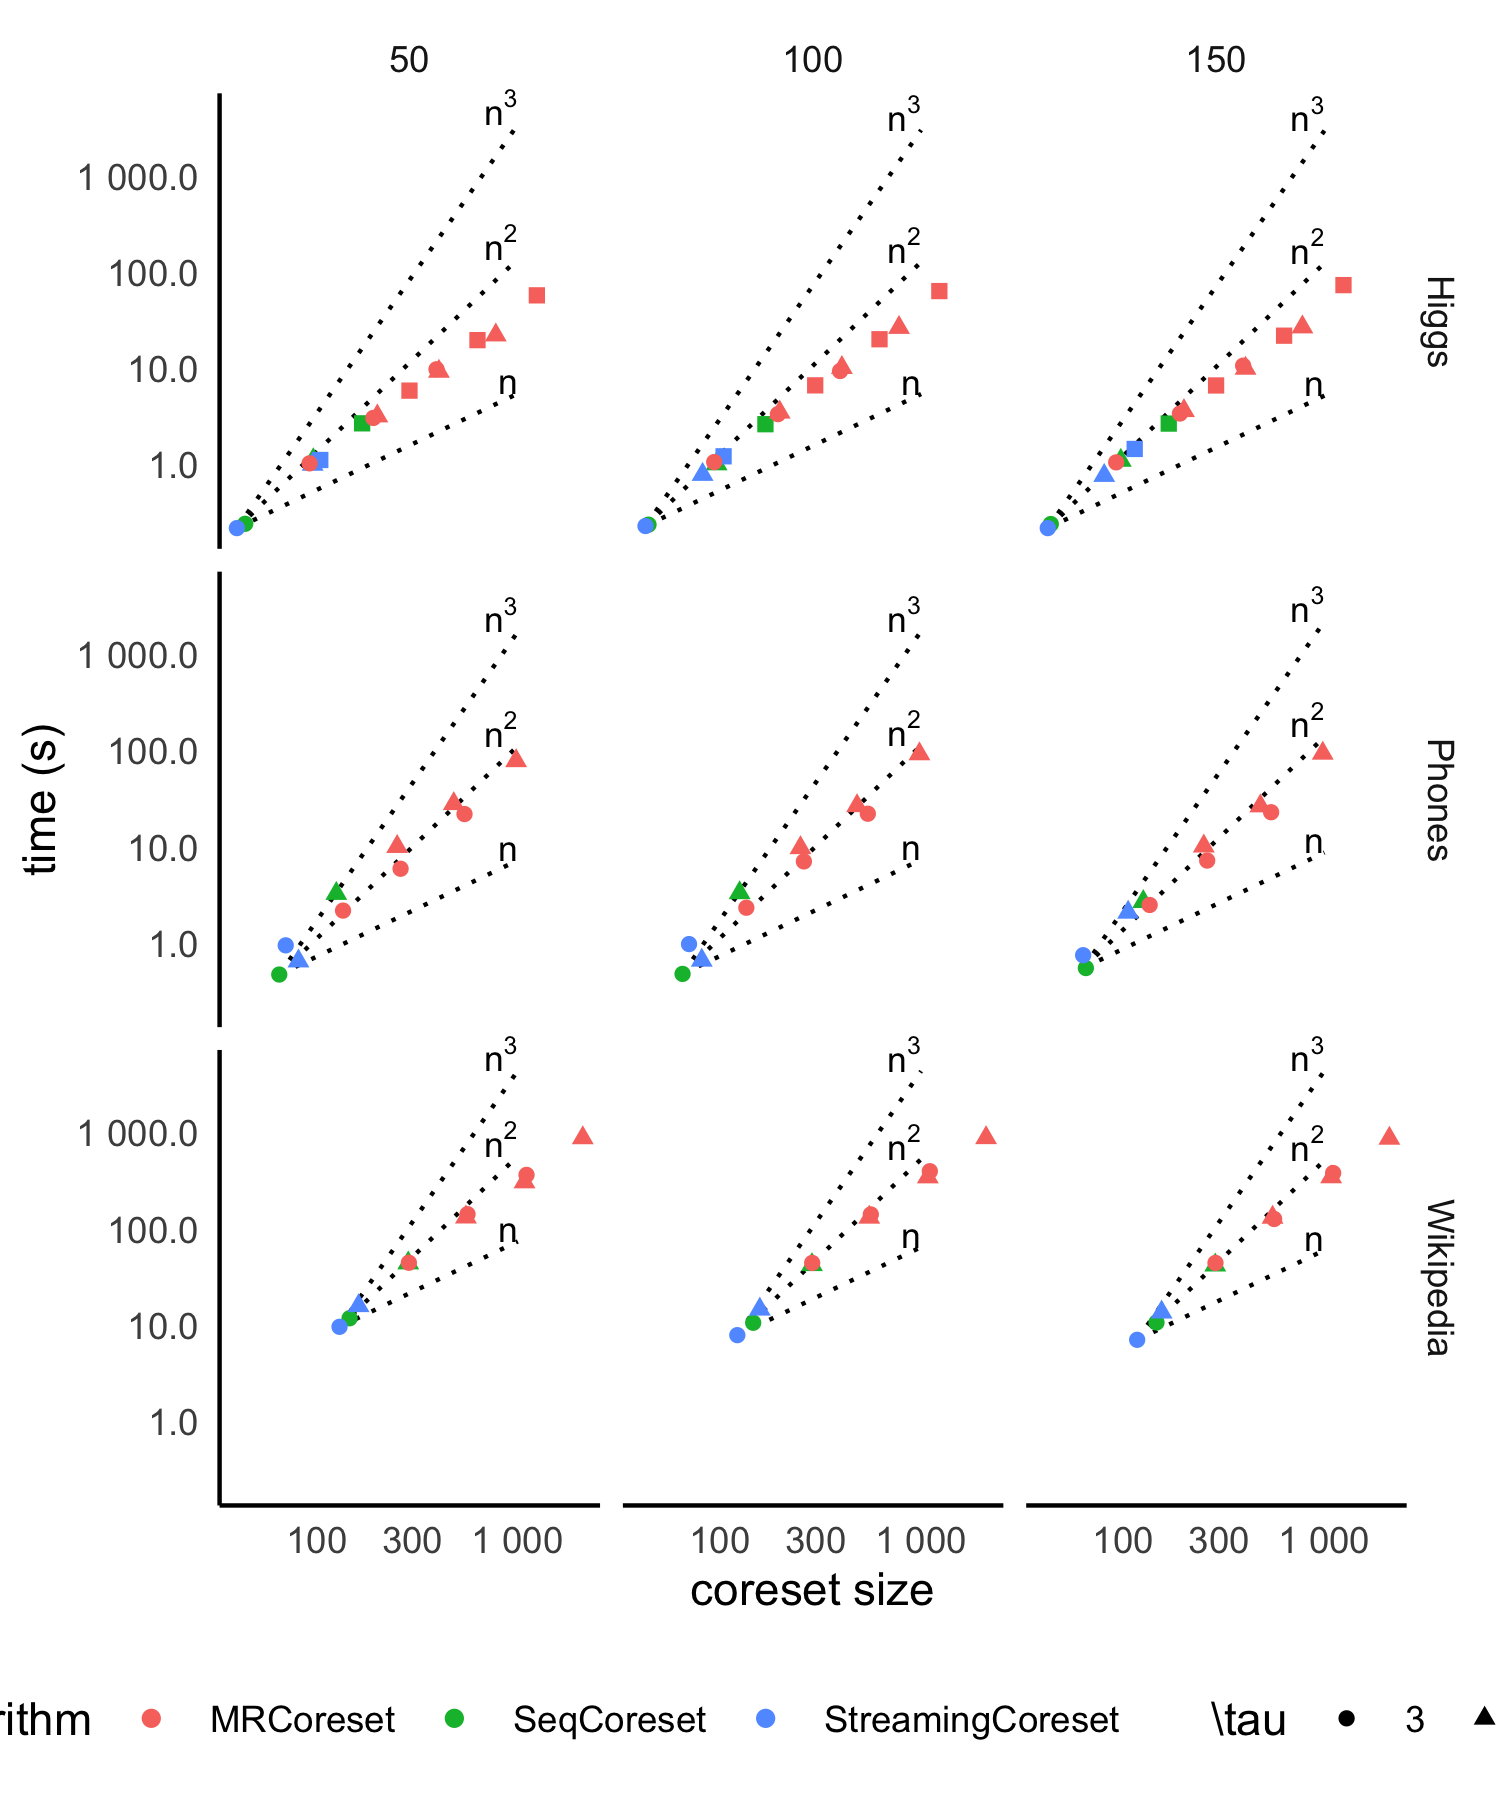 50 100 150
n³ n³ n³
1 000.0
n² n² n²
100.0
Higgs
10.0
n n n
1.0
n³ n³ n³
1 000.0
n² n² n²
100.0
Phones
10.0
n n n
1.0
time (s)
n³ n³ n³
1 000.0
n² n² n²
100.0
n n n
Wikipedia
10.0
1.0
100 300 1 000 100 300 1 000 100 300 1 000
coreset size
rithm MRCoreset SeqCoreset StreamingCoreset \tau 3